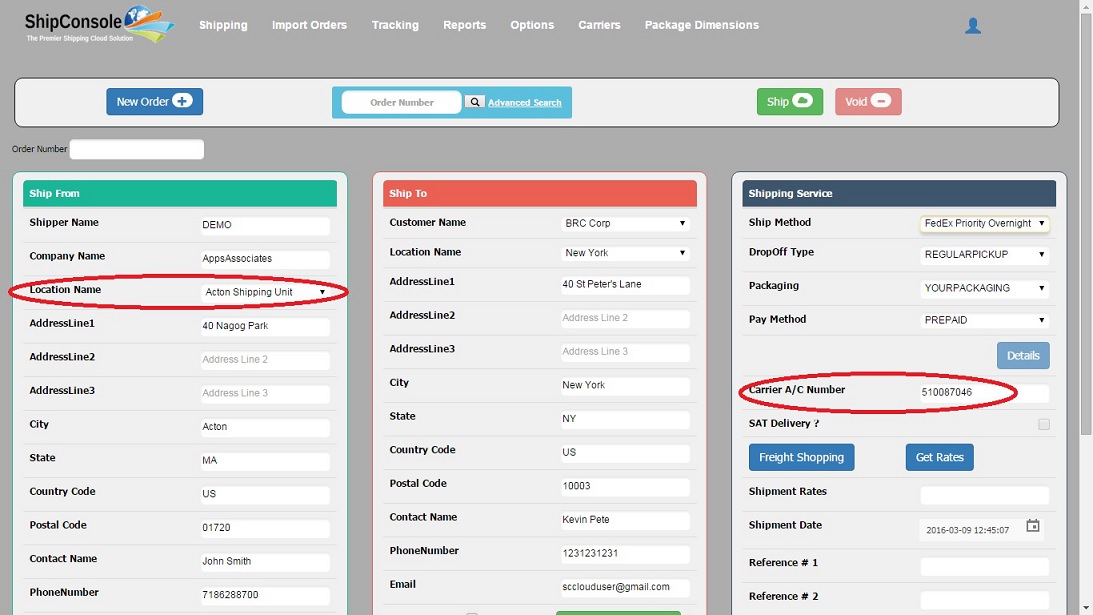 ShipConsole
The Premier Shipping Cloud Solution
Shipping Import Orders Tracking Reports Options Carriers Package Dimensions
New Order Order Number Advanced Search Ship Void
Order Number
Ship From
Shipper Name DEMO
Company Name AppsAssociates
Location Name Acton Shipping Unit
AddressLine1 40 Nagog Park
AddressLine2 Address Line 2
AddressLine3 Address Line 3
City Acton
State MA
Country Code US
Postal Code 01720
Contact Name John Smith
PhoneNumber 7186288700
Ship To
Customer Name BRC Corp
Location Name New York
AddressLine1 40 St Peter's Lane
AddressLine2 Address Line 2
AddressLine3 Address Line 3
City New York
State NY
Country Code US
Postal Code 10003
Contact Name Kevin Pete
PhoneNumber 1231231231
Email scclouduser@gmail.com
Shipping Service
Ship Method FedEx Priority Overnight
DropOff Type REGULARPICKUP
Packaging YOURPACKAGING
Pay Method PREPAID
Details
Carrier A/C Number 510087046
SAT Delivery ?
Freight Shopping Get Rates
Shipment Rates
Shipment Date 2016-03-09 12:45:07
Reference # 1
Reference # 2